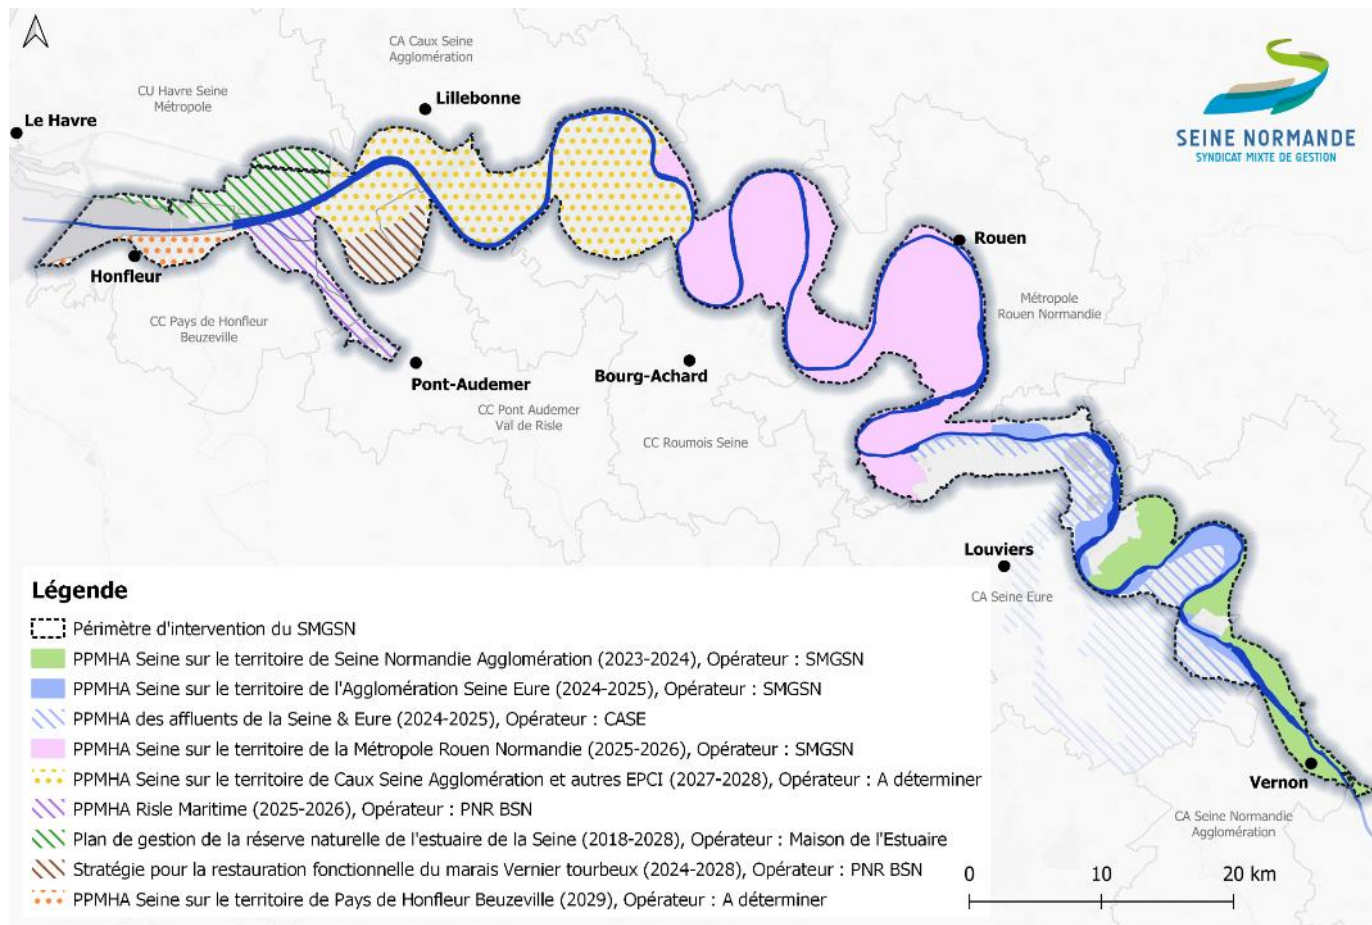 CA Caux Seine
Agglomération
CU Havre Seine
Métropole
Lillebonne
Le Havre
SEINE NORMANDE
SYNDICAT MIXTE DE GESTION
Rouen
Honfleur
Métropole
Rouen Normandie
CC Pays de Honfleur
Beuzeville
Pont-Audemer
Bourg-Achard
CC Pont Audemer
Val de Risle
CC Roumois Seine
Louviers
CA Seine Eure
Vernon
CA Seine Normandie
Agglomération
Légende
Périmètre d'intervention du SMGSN
PPMHA Seine sur le territoire de Seine Normandie Agglomération (2023-2024), Opérateur : SMGSN
PPMHA Seine sur le territoire de l'Agglomération Seine Eure (2024-2025), Opérateur : SMGSN
PPMHA des affluents de la Seine & Eure (2024-2025), Opérateur : CASE
PPMHA Seine sur le territoire de la Métropole Rouen Normandie (2025-2026), Opérateur : SMGSN
PPMHA Seine sur le territoire de Caux Seine Agglomération et autres EPCI (2027-2028), Opérateur : A déterminer
PPMHA Risle Maritime (2025-2026), Opérateur : PNR BSN
Plan de gestion de la réserve naturelle de l'estuaire de la Seine (2018-2028), Opérateur : Maison de l'Estuaire
Stratégie pour la restauration fonctionnelle du marais Vernier tourbeux (2024-2028), Opérateur : PNR BSN
PPMHA Seine sur le territoire de Pays de Honfleur Beuzeville (2029), Opérateur : A déterminer
0 10 20 km